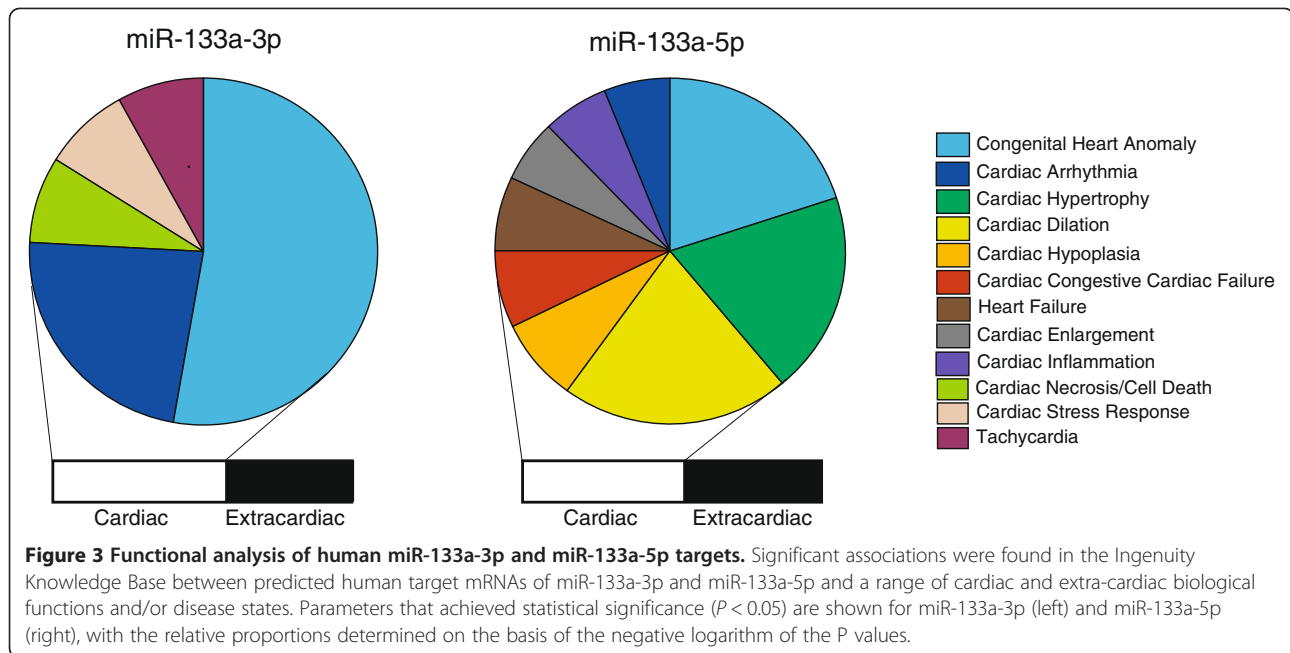 miR-133a-3p
miR-133a-5p
Congenital Heart Anomaly
Cardiac Arrhythmia
Cardiac Hypertrophy
Cardiac Dilation
Cardiac Hypoplasia
Cardiac Congestive Cardiac Failure
Heart Failure
Cardiac Enlargement
Cardiac Inflammation
Cardiac Necrosis/Cell Death
Cardiac Stress Response
Tachycardia
Cardiac Extracardiac
Cardiac Extracardiac
Figure 3 Functional analysis of human miR-133a-3p and miR-133a-5p targets. Significant associations were found in the Ingenuity
Knowledge Base between predicted human target mRNAs of miR-133a-3p and miR-133a-5p and a range of cardiac and extra-cardiac biological
functions and/or disease states. Parameters that achieved statistical significance (P < 0.05) are shown for miR-133a-3p (left) and miR-133a-5p
(right), with the relative proportions determined on the basis of the negative logarithm of the P values.